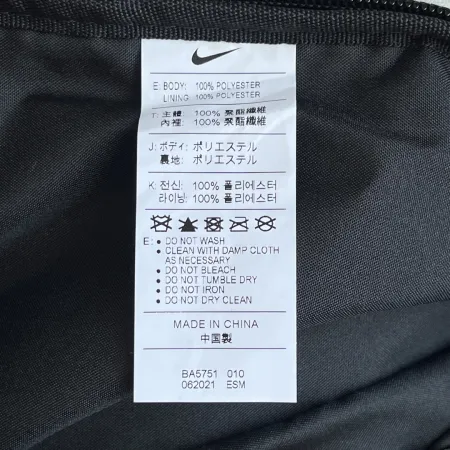 E: BODY: 100% POLYESTER
LINING: 100% POLYESTER
T: 主體 100% 聚酯纖維
內裡: 100% 聚酯纖維
J: ボディ: ポリエステル
裏地: ポリエステル
K: 전신: 100% 폴리에스터
라이닝: 100% 폴리에스터
E: • DO NOT WASH
• CLEAN WITH DAMP CLOTH
AS NECESSARY
• DO NOT BLEACH
• DO NOT TUMBLE DRY
• DO NOT IRON
• DO NOT DRY CLEAN
MADE IN CHINA
中国製
BA5751 010
062021 ESM